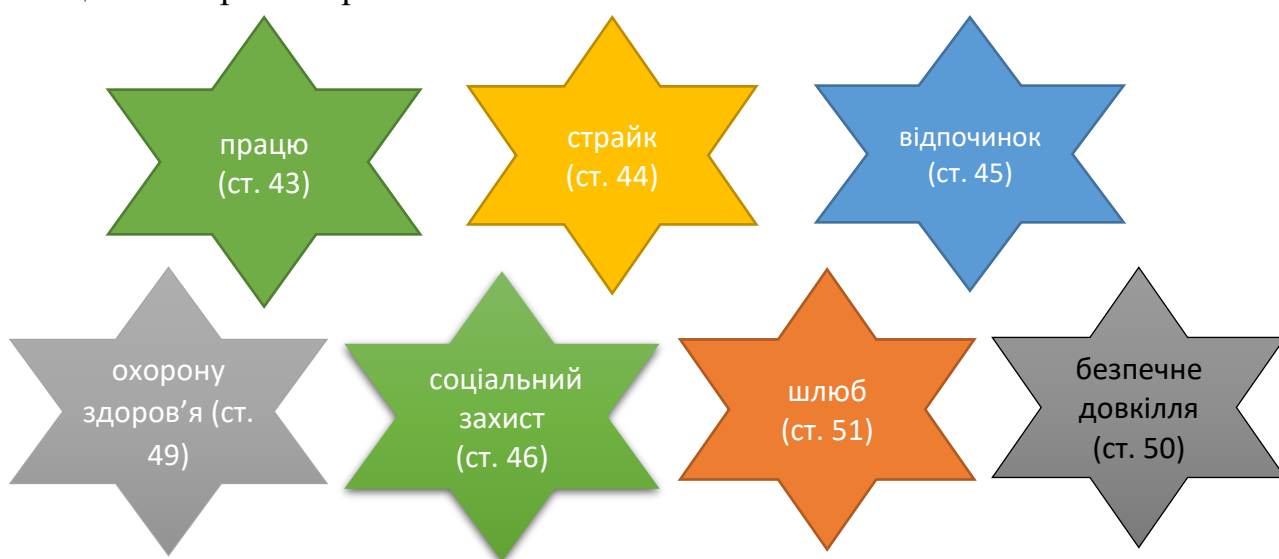 працю
(ст. 43)
страйк
(ст. 44)
відпочинок
(ст. 45)
охорону
здоров’я (ст.
49)
соціальний
захист
(ст. 46)
шлюб
(ст. 51)
безпечне
довкілля
(ст. 50)